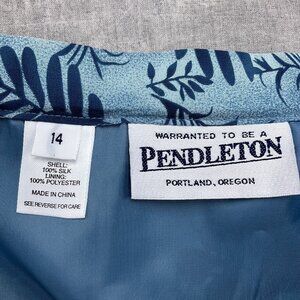 14
SHELL:
100% SILK
LINING:
100% POLYESTER
MADE IN CHINA
SEE REVERSE FOR CARE
WARRANTED TO BE A
PENDLETON
PORTLAND, OREGON